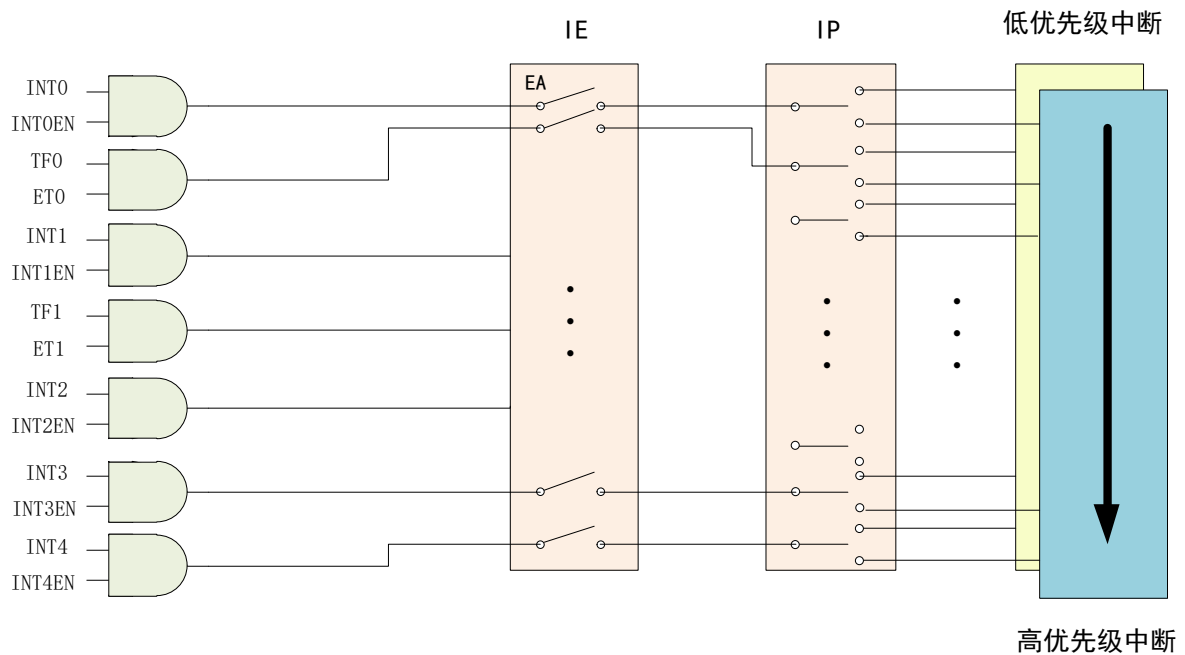 IE
IP
低优先级中断
EA
INT0
INT0EN
TF0
ET0
INT1
INT1EN
TF1
ET1
INT2
INT2EN
INT3
INT3EN
INT4
INT4EN
高优先级中断